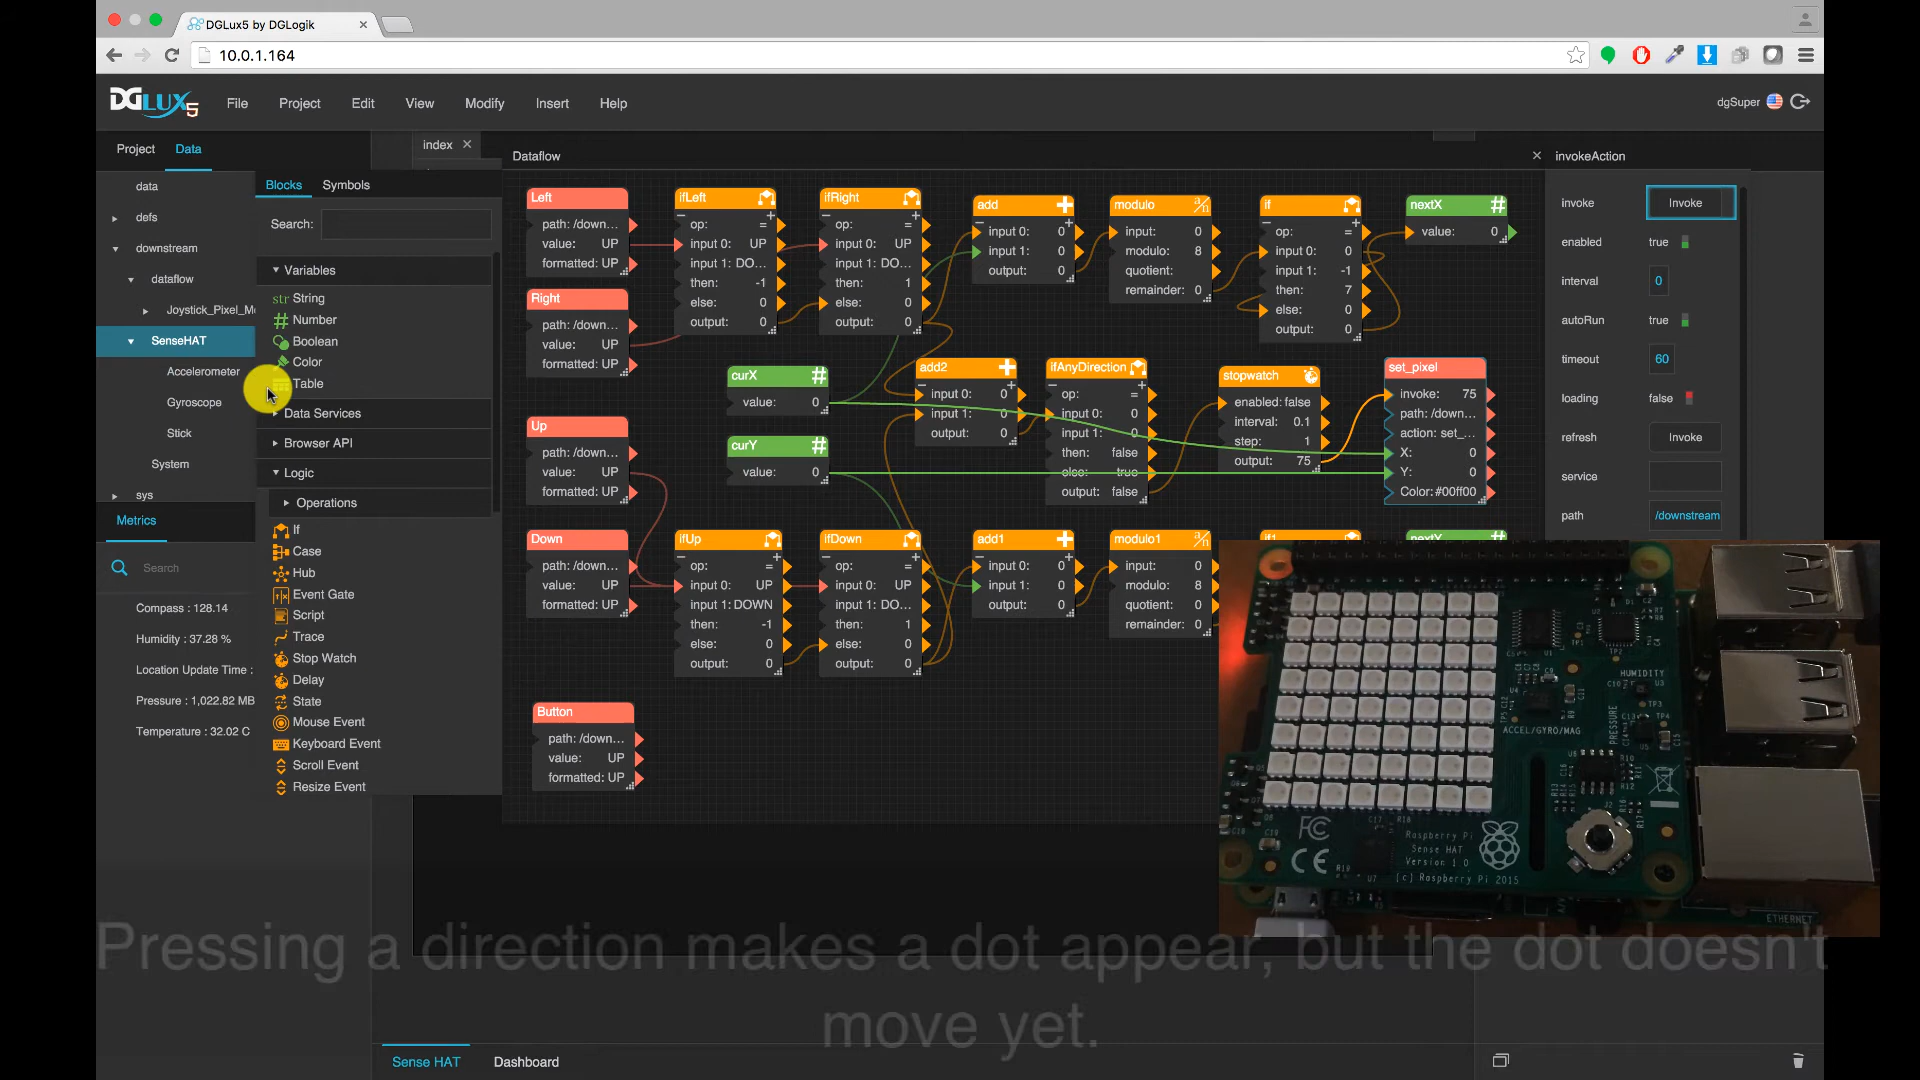 DGLux5 by DGLogik
10.0.1.164
DGLUX5
File Project Edit View Modify Insert Help
dgSuper
Project Data
index
Dataflow
invokeAction
data
defs
downstream
dataflow
Joystick_Pixel_M
SenseHAT
Accelerometer
Gyroscope
Stick
System
sys
Metrics
Search
Compass : 128.14
Humidity : 37.28 %
Location Update Time :
Pressure : 1,022.82 MB
Temperature : 32.02 C
Blocks Symbols
Search:
Variables
str String
Number
Boolean
Color
Table
Data Services
Browser API
Logic
Operations
If
Case
Hub
Event Gate
Script
Trace
Stop Watch
Delay
State
Mouse Event
Keyboard Event
Scroll Event
Resize Event
Left
path: /down...
value: UP
formatted: UP
Right
path: /down...
value: UP
formatted: UP
Up
path: /down...
value: UP
formatted: UP
Down
path: /down...
value: UP
formatted: UP
Button
path: /down...
value: UP
formatted: UP
ifLeft
op: =
input 0: UP
input 1: DO...
then: -1
else: 0
output: 0
ifRight
op: =
input 0: UP
input 1: DO...
then: 1
else: 0
output: 0
add
input 0: 0
input 1: 0
output: 0
modulo
input: 0
modulo: 8
quotient: 0
remainder: 0
if
op: =
input 0: 0
input 1: -1
then: 7
else: 0
output: 0
nextX
value: 0
curX
value: 0
curY
value: 0
add2
input 0: 0
input 1: 0
output: 0
ifAnyDirection
op: =
input 0: 0
input 1: 0
then: false
else: true
output: false
stopwatch
enabled: false
interval: 0.1
step: 1
output: 75
set_pixel
invoke: 75
path: /down...
action: set_...
X: 0
Y: 0
Color: #00ff00
ifUp
op: =
input 0: UP
input 1: DOWN
then: -1
else: 0
output: 0
ifDown
op: =
input 0: UP
input 1: DO...
then: 1
else: 0
output: 0
add1
input 0: 0
input 1: 0
output: 0
modulo1
input: 0
modulo: 8
quotient: 0
remainder: 0
if1
nextY
invoke Invoke
enabled true
interval 0
autoRun true
timeout 60
loading false
refresh Invoke
service
path /downstream
HUMIDITY
PRESSURE
ACCEL/GYRO/MAG
FC
CE
Raspberry Pi
Sense HAT
Version 1.0
(c) Raspberry Pi 2015
ETHERNET
Pressing a direction makes a dot appear, but the dot doesn't
move yet.
Sense HAT Dashboard